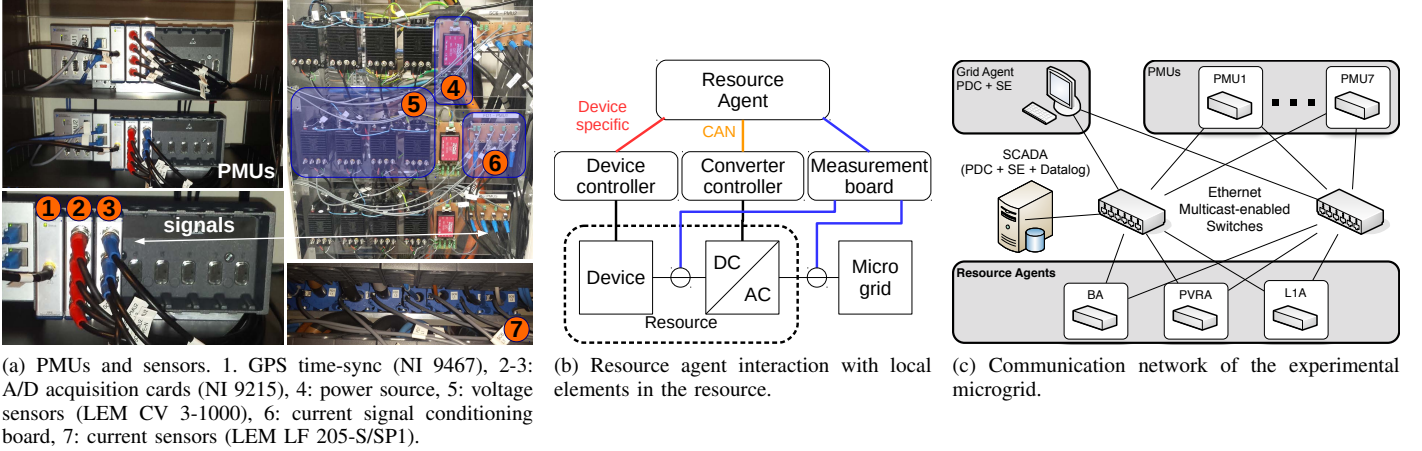 PMUs
1
2
3
signals
4
5
6
7
(a) PMUs and sensors. 1. GPS time-sync (NI 9467), 2-3:
A/D acquisition cards (NI 9215), 4: power source, 5: voltage
sensors (LEM CV 3-1000), 6: current signal conditioning
board, 7: current sensors (LEM LF 205-S/SP1).
Resource
Agent
Device
specific
CAN
Device
controller
Converter
controller
Measurement
board
Device
DC
AC
Micro
grid
Resource
(b) Resource agent interaction with local
elements in the resource.
Grid Agent
PDC + SE
PMUs
PMU1
PMU7
SCADA
(PDC + SE + Datalog)
Ethernet
Multicast-enabled
Switches
Resource Agents
BA
PVRA
L1A
(c) Communication network of the experimental
microgrid.